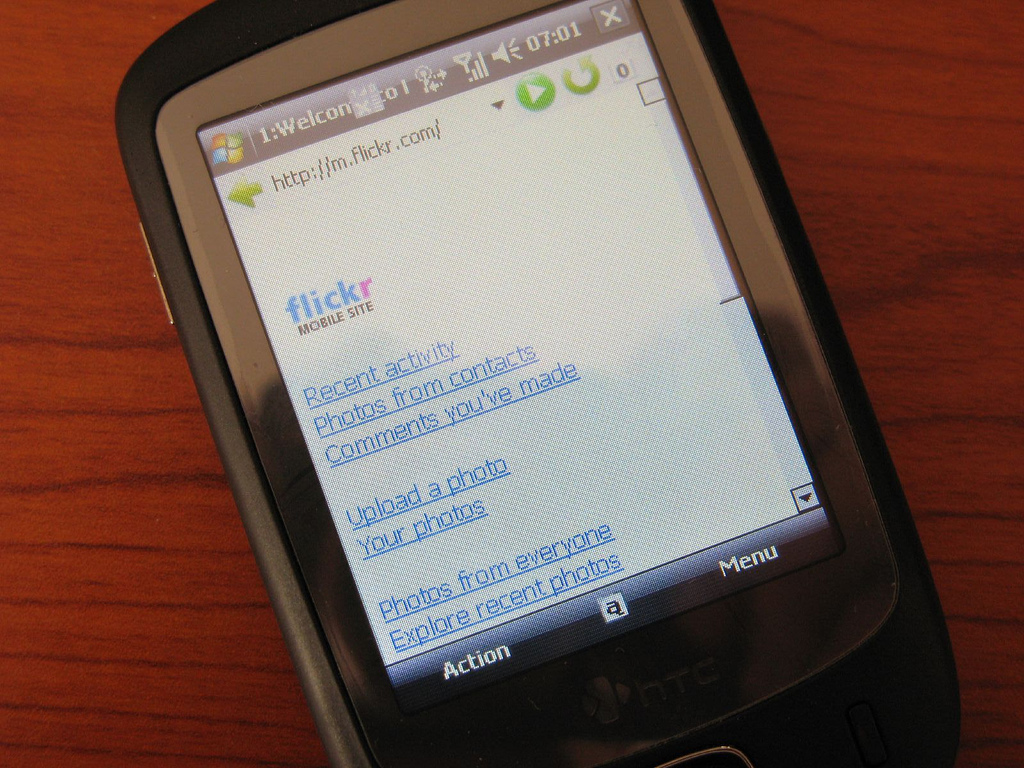 1:Welcom to l 07:01
http://m.flickr.com/ 0
flickr
MOBILE SITE
Recent activity
Photos from contacts
Comments you've made
Upload a photo
Your photos
Photos from everyone
Explore recent photos
Action a Menu
hTC